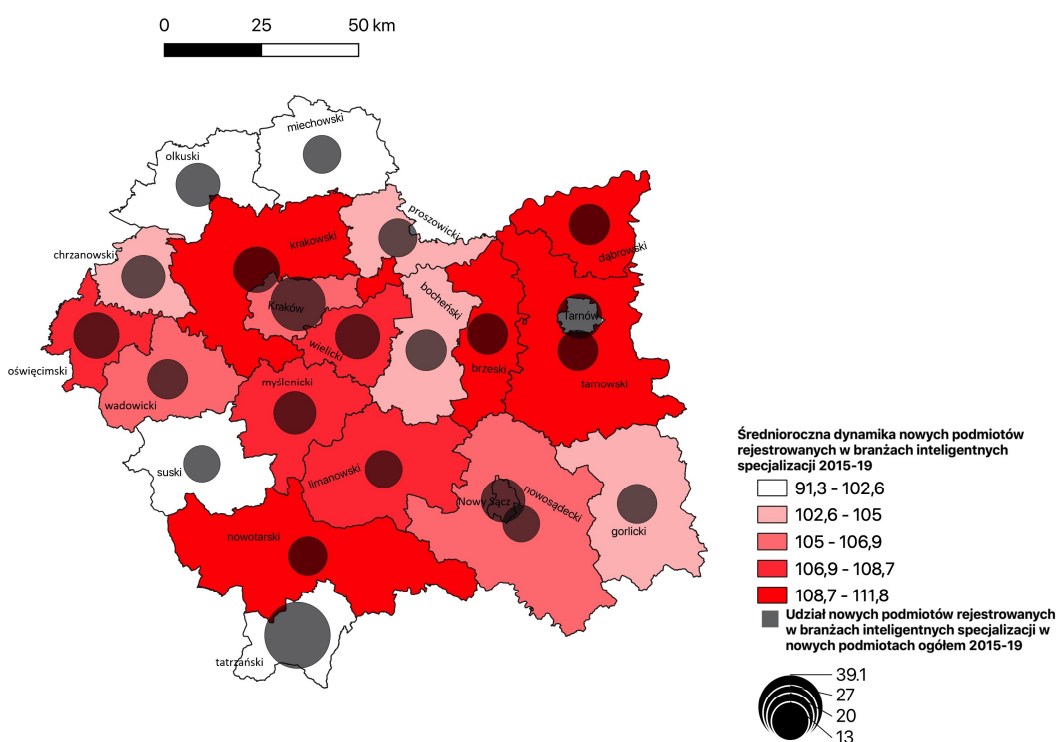 0 25 50 km
miechowski
olkuski
proszowicki
krakowski
dąbrowski
chrzanowski
bocheński
Kraków
Tarnów
wielicki
oświęcimski
brzeski
myślenicki
tarnowski
wadowicki
suski
limanowski
Nowy Sącz
nowosądecki
gorlicki
nowotarski
tatrzański
Średnioroczna dynamika nowych podmiotów
rejestrowanych w branżach inteligentnych
specjalizacji 2015-19
91,3 - 102,6
102,6 - 105
105 - 106,9
106,9 - 108,7
108,7 - 111,8
Udział nowych podmiotów rejestrowanych
w branżach inteligentnych specjalizacji w
nowych podmiotach ogółem 2015-19
39.1
27
20
13